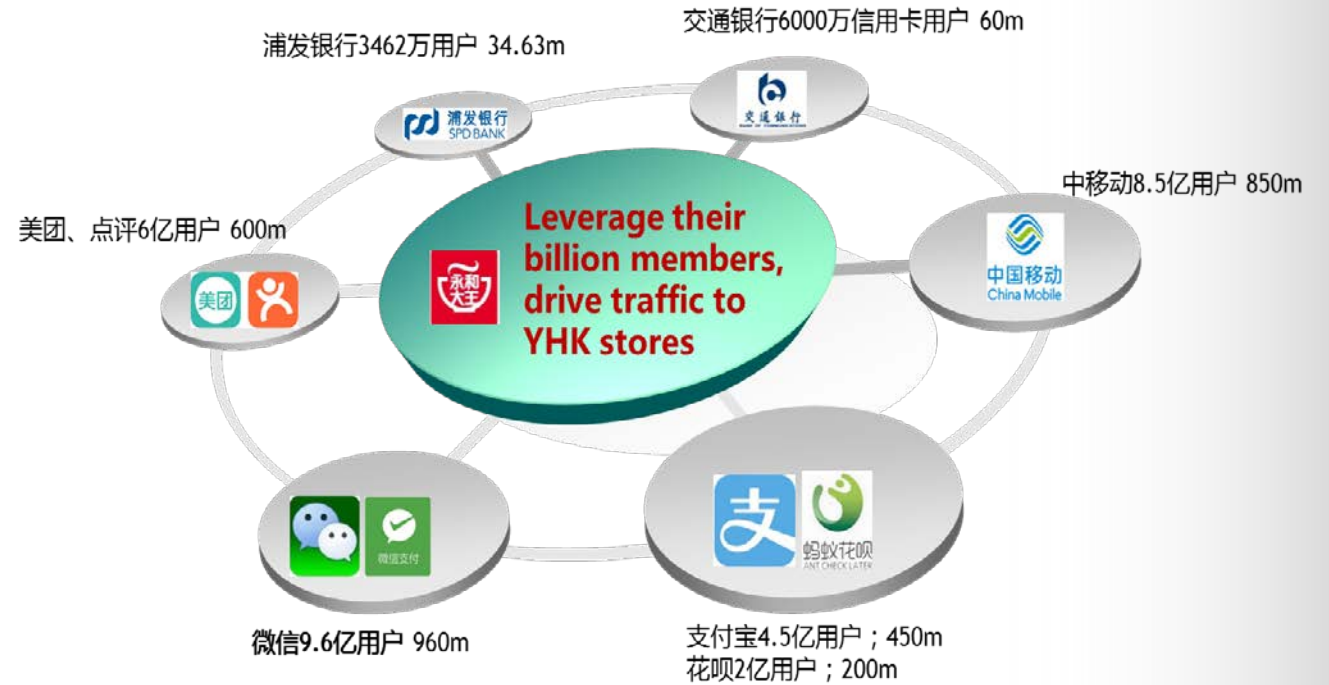 交通银行6000万信用卡用户 60m
浦发银行3462万用户 34.63m
交通银行
浦发银行
SPD BANK
中移动8.5亿用户 850m
美团、点评6亿用户 600m
Leverage their
billion members,
drive traffic to
YHK stores
永和
大王
中国移动
China Mobile
美团
支
蚂蚁花呗
ANT CHECK LATER
微信支付
微信9.6亿用户 960m
支付宝4.5亿用户；450m
花呗2亿用户；200m